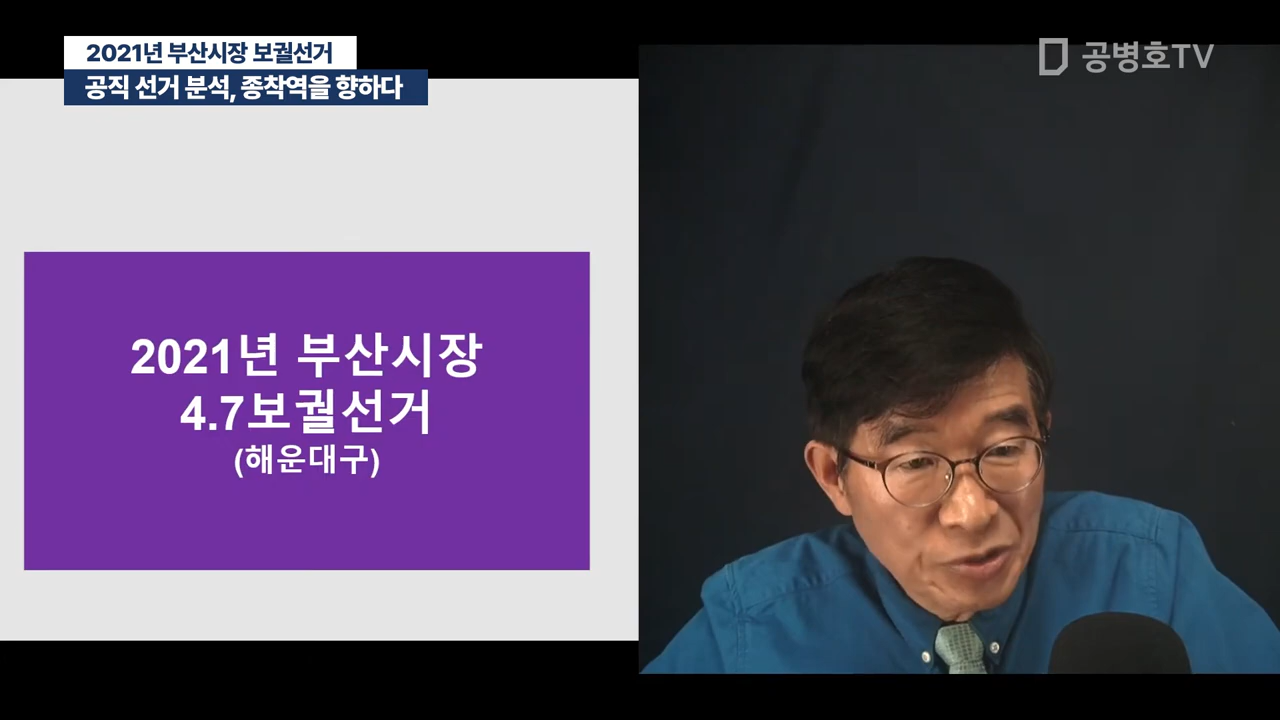 2021년 부산시장 보궐선거
공직 선거 분석, 종착역을 향하다
공병호TV
2021년 부산시장
4.7보궐선거
(해운대구)